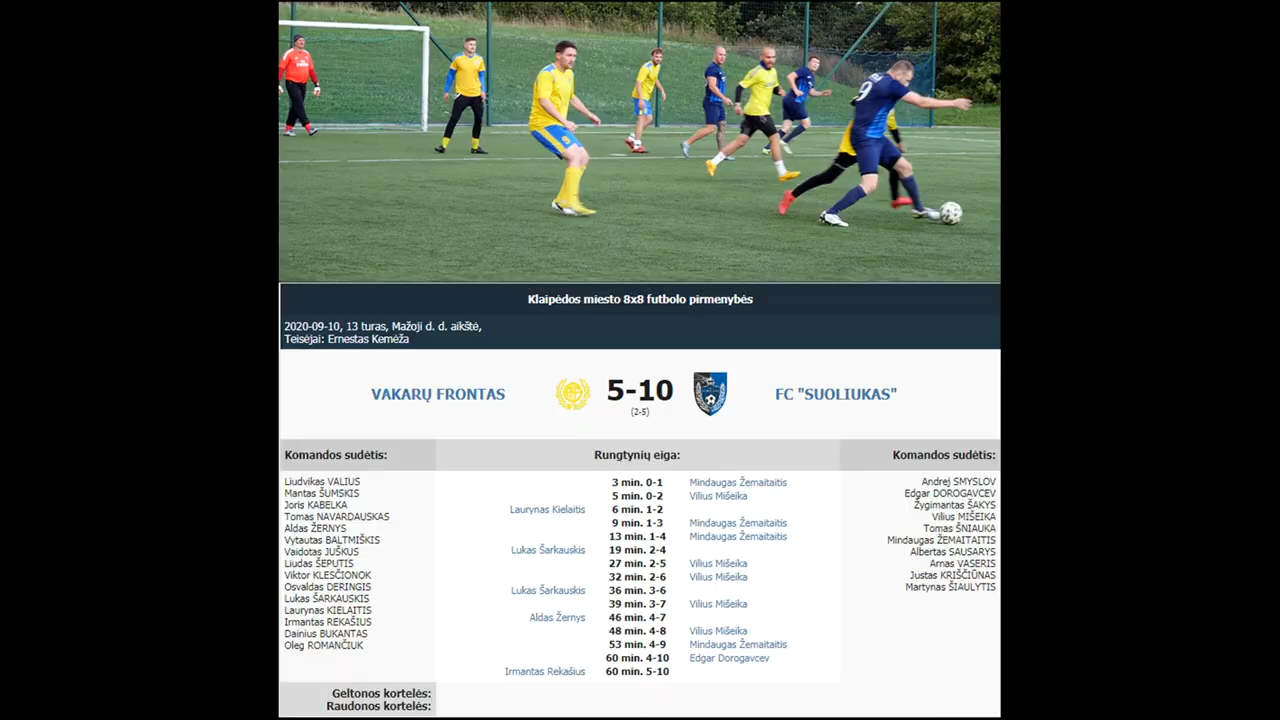 9
9
Klaipėdos miesto 8x8 futbolo pirmenybės
2020-09-10, 13 turas, Mažoji d. d. aikštė,
Teisėjai: Ernestas Kemėža
VAKARŲ FRONTAS 5-10 FC "SUOLIUKAS"
(2-5)
Komandos sudėtis: Rungtynių eiga: Komandos sudėtis:
Liudvikas VALIUS
Mantas ŠUMSKIS
Joris KABELKA
Tomas NAVARDAUSKAS
Aldas ŽERNYS
Vytautas BALTMIŠKIS
Vaidotas JUŠKUS
Liudas ŠEPUTIS
Viktor KLESČIONOK
Osvaldas DERINGIS
Lukas ŠARKAUSKIS
Laurynas KIELAITIS
Irmantas REKAŠIUS
Dainius BUKANTAS
Oleg ROMANČIUK
3 min. 0-1 Mindaugas Žemaitaitis
5 min. 0-2 Vilius Mišeika
Laurynas Kielaitis 6 min. 1-2
9 min. 1-3 Mindaugas Žemaitaitis
13 min. 1-4 Mindaugas Žemaitaitis
Lukas Šarkauskis 19 min. 2-4
27 min. 2-5 Vilius Mišeika
32 min. 2-6 Vilius Mišeika
Lukas Šarkauskis 36 min. 3-6
39 min. 3-7 Vilius Mišeika
Aldas Žernys 46 min. 4-7
48 min. 4-8 Vilius Mišeika
53 min. 4-9 Mindaugas Žemaitaitis
60 min. 4-10 Edgar Dorogavcev
Irmantas Rekašius 60 min. 5-10
Andrej SMYSLOV
Edgar DOROGAVCEV
Žygimantas ŠAKYS
Vilius MIŠEIKA
Tomas ŠNIAUKA
Mindaugas ŽEMAITAITIS
Albertas SAUSARYS
Arnas VASERIS
Justas KRIŠČIŪNAS
Martynas ŠIAULYTIS
Geltonos kortelės:
Raudonos kortelės: